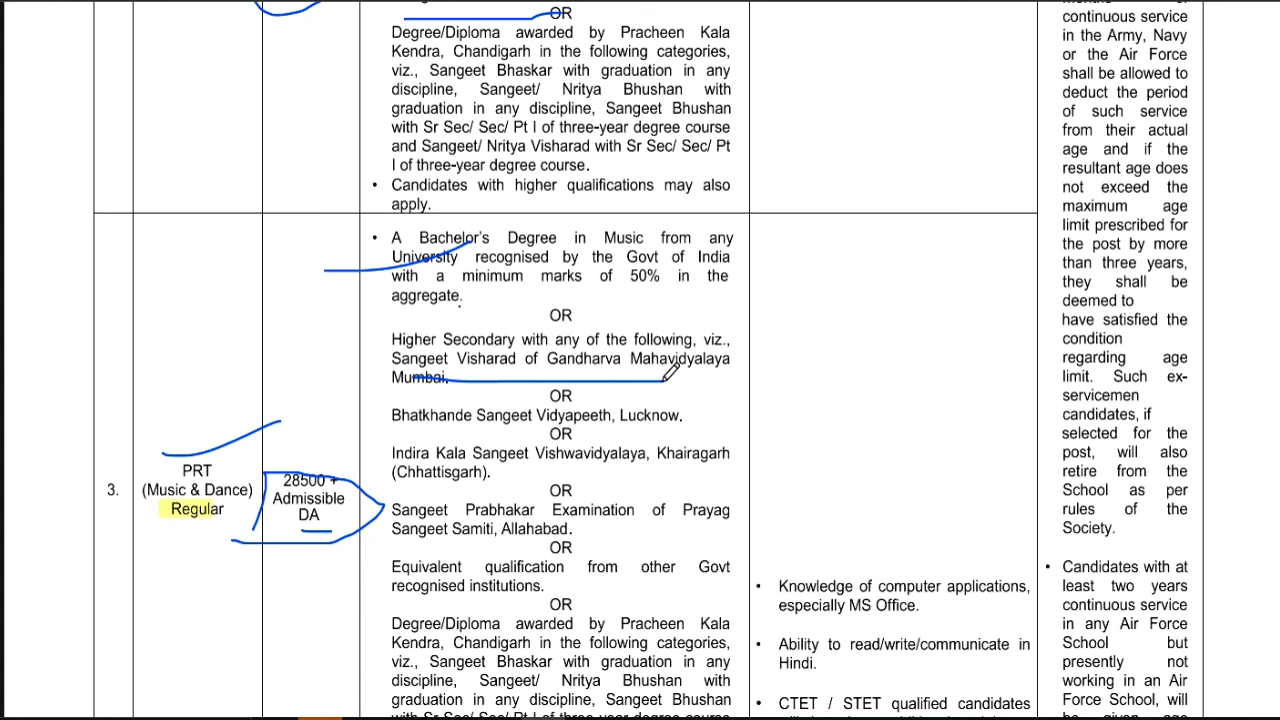 OR
Degree/Diploma awarded by Pracheen Kala
Kendra, Chandigarh in the following categories,
viz., Sangeet Bhaskar with graduation in any
discipline, Sangeet/ Nritya Bhushan with
graduation in any discipline, Sangeet Bhushan
with Sr Sec/ Sec/ Pt I of three-year degree course
and Sangeet/ Nritya Visharad with Sr Sec/ Sec/ Pt
I of three-year degree course.
• Candidates with higher qualifications may also
apply.
3.
PRT
(Music & Dance)
Regular
28500 +
Admissible
DA
• A Bachelor's Degree in Music from any
University recognised by the Govt of India
with a minimum marks of 50% in the
aggregate.
OR
Higher Secondary with any of the following, viz.,
Sangeet Visharad of Gandharva Mahavidyalaya
Mumbai.
OR
Bhatkhande Sangeet Vidyapeeth, Lucknow.
OR
Indira Kala Sangeet Vishwavidyalaya, Khairagarh
(Chhattisgarh).
OR
Sangeet Prabhakar Examination of Prayag
Sangeet Samiti, Allahabad.
OR
Equivalent qualification from other Govt
recognised institutions.
OR
Degree/Diploma awarded by Pracheen Kala
Kendra, Chandigarh in the following categories,
viz., Sangeet Bhaskar with graduation in any
discipline, Sangeet/ Nritya Bhushan with
graduation in any discipline, Sangeet Bhushan
with Sr Sec/ Sec/ Pt I of three-year degree course
• Knowledge of computer applications,
especially MS Office.
• Ability to read/write/communicate in
Hindi.
• CTET / STET qualified candidates
continuous service
in the Army, Navy
or the Air Force
shall be allowed to
deduct the period
of such service
from their actual
age and if the
resultant age does
not exceed the
maximum age
limit prescribed for
the post by more
than three years,
they shall be
deemed to
have satisfied the
condition
regarding age
limit. Such ex-
servicemen
candidates, if
selected for the
post, will also
retire from the
School as per
rules of the
Society.
• Candidates with at
least two years
continuous service
in any Air Force
School but
presently not
working in an Air
Force School, will